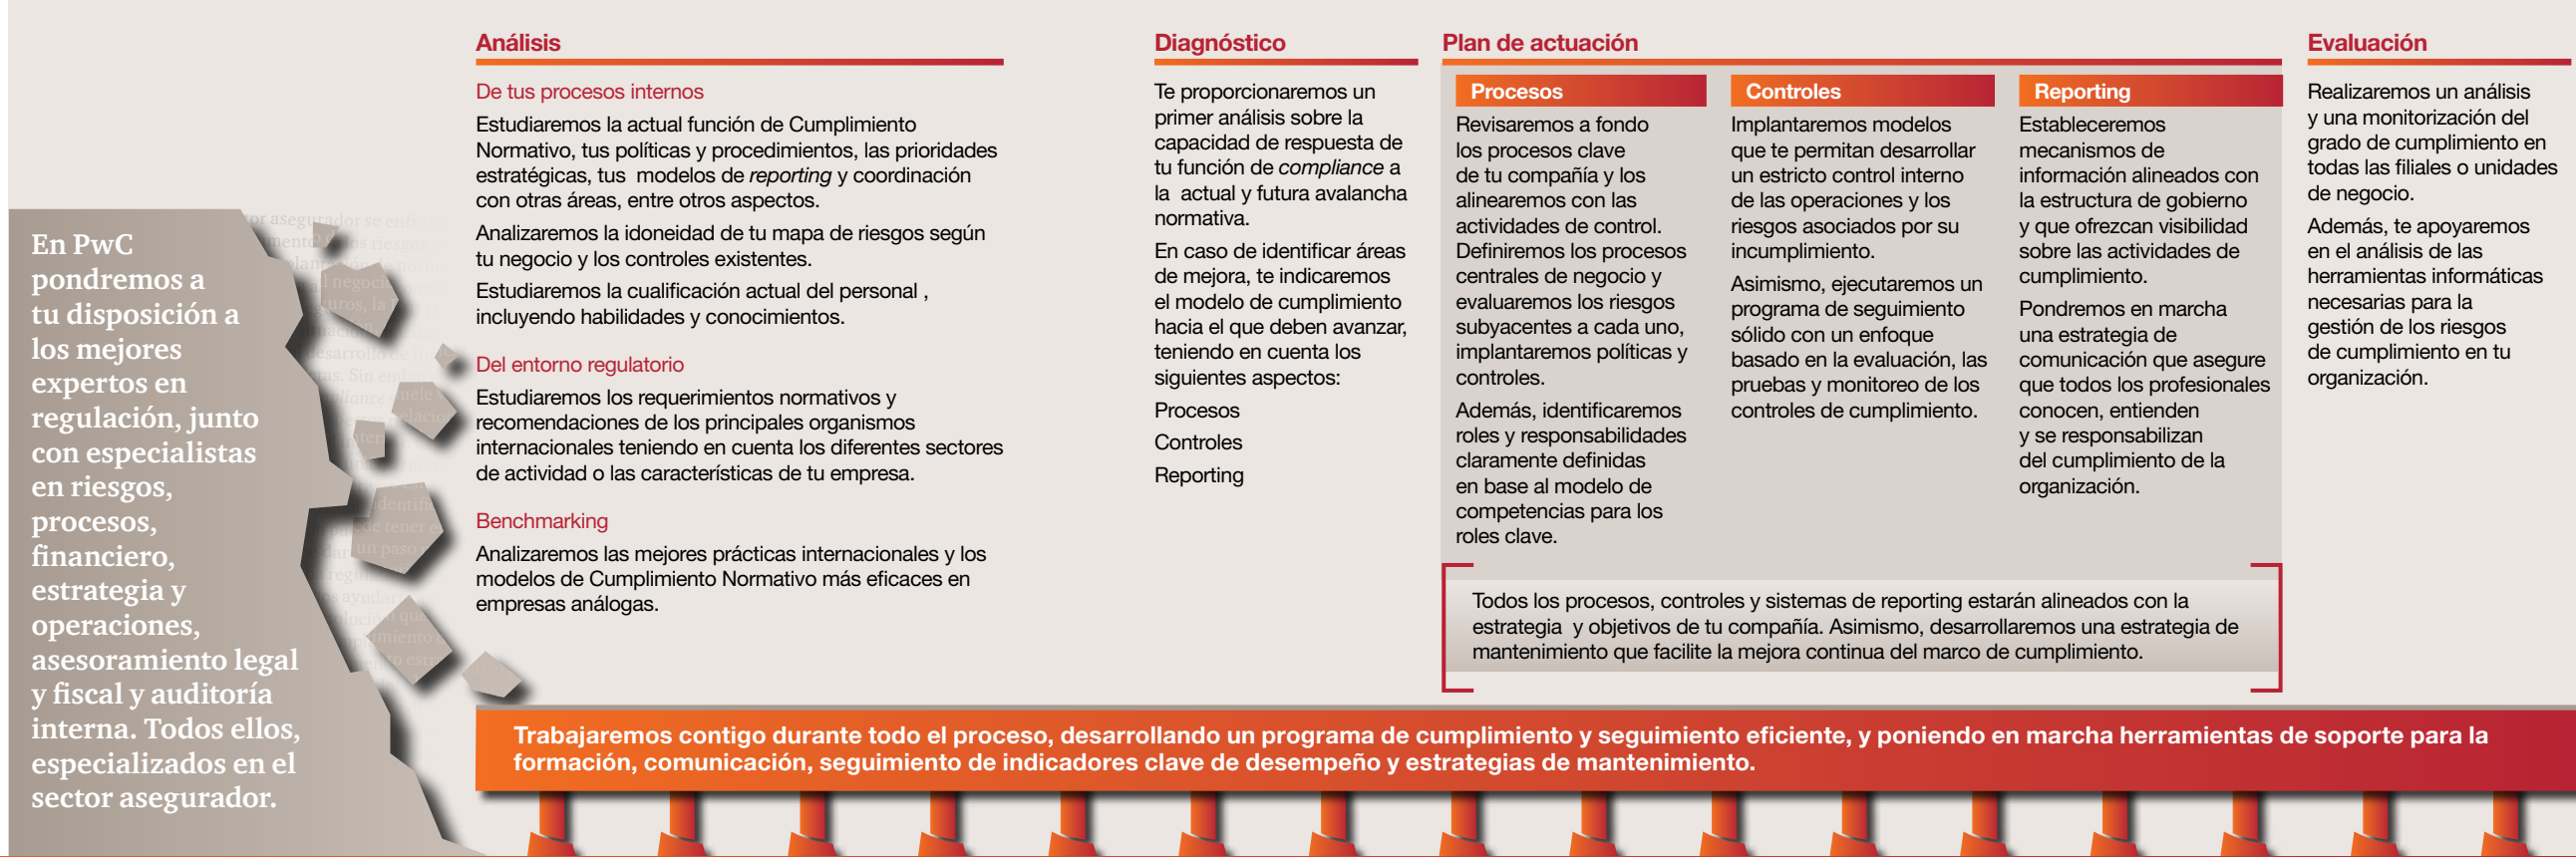 En PwC
pondremos a
tu disposición a
los mejores
expertos en
regulación, junto
con especialistas
en riesgos,
procesos,
financiero,
estrategia y
operaciones,
asesoramiento legal
y fiscal y auditoría
interna. Todos ellos,
especializados en el
sector asegurador.
Análisis
De tus procesos internos
Estudiaremos la actual función de Cumplimiento
Normativo, tus políticas y procedimientos, las prioridades
estratégicas, tus  modelos de reporting y coordinación
con otras áreas, entre otros aspectos.
Analizaremos la idoneidad de tu mapa de riesgos según
tu negocio y los controles existentes.
Estudiaremos la cualificación actual del personal ,
incluyendo habilidades y conocimientos.
Del entorno regulatorio
Estudiaremos los requerimientos normativos y
recomendaciones de los principales organismos
internacionales teniendo en cuenta los diferentes sectores
de actividad o las características de tu empresa.
Benchmarking
Analizaremos las mejores prácticas internacionales y los
modelos de Cumplimiento Normativo más eficaces en
empresas análogas.
Diagnóstico
Te proporcionaremos un
primer análisis sobre la
capacidad de respuesta de
tu función de compliance a
la  actual y futura avalancha
normativa.
En caso de identificar áreas
de mejora, te indicaremos
el modelo de cumplimiento
hacia el que deben avanzar,
teniendo en cuenta los
siguientes aspectos:
Procesos
Controles
Reporting
Plan de actuación
Procesos
Revisaremos a fondo
los procesos clave
de tu compañía y los
alinearemos con las
actividades de control.
Definiremos los procesos
centrales de negocio y
evaluaremos los riesgos
subyacentes a cada uno,
implantaremos políticas y
controles.
Además, identificaremos
roles y responsabilidades
claramente definidas
en base al modelo de
competencias para los
roles clave.
Controles
Implantaremos modelos
que te permitan desarrollar
un estricto control interno
de las operaciones y los
riesgos asociados por su
incumplimiento.
Asimismo, ejecutaremos un
programa de seguimiento
sólido con un enfoque
basado en la evaluación, las
pruebas y monitoreo de los
controles de cumplimiento.
Reporting
Estableceremos
mecanismos de
información alineados con
la estructura de gobierno
y que ofrezcan visibilidad
sobre las actividades de
cumplimiento.
Pondremos en marcha
una estrategia de
comunicación que asegure
que todos los profesionales
conocen, entienden
y se responsabilizan
del cumplimiento de la
organización.
Todos los procesos, controles y sistemas de reporting estarán alineados con la
estrategia  y objetivos de tu compañía. Asimismo, desarrollaremos una estrategia de
mantenimiento que facilite la mejora continua del marco de cumplimiento.
Evaluación
Realizaremos un análisis
y una monitorización del
grado de cumplimiento en
todas las filiales o unidades
de negocio.
Además, te apoyaremos
en el análisis de las
herramientas informáticas
necesarias para la
gestión de los riesgos
de cumplimiento en tu
organización.
Trabajaremos contigo durante todo el proceso, desarrollando un programa de cumplimiento y seguimiento eficiente, y poniendo en marcha herramientas de soporte para la
formación, comunicación, seguimiento de indicadores clave de desempeño y estrategias de mantenimiento.